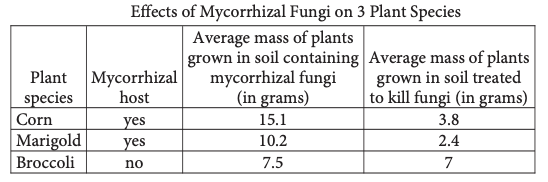 Effects of Mycorrhizal Fungi on 3 Plant Species
Plant species | Mycorrhizal host | Average mass of plants grown in soil containing mycorrhizal fungi (in grams) | Average mass of plants grown in soil treated to kill fungi (in grams)
Corn | yes | 15.1 | 3.8
Marigold | yes | 10.2 | 2.4
Broccoli | no | 7.5 | 7